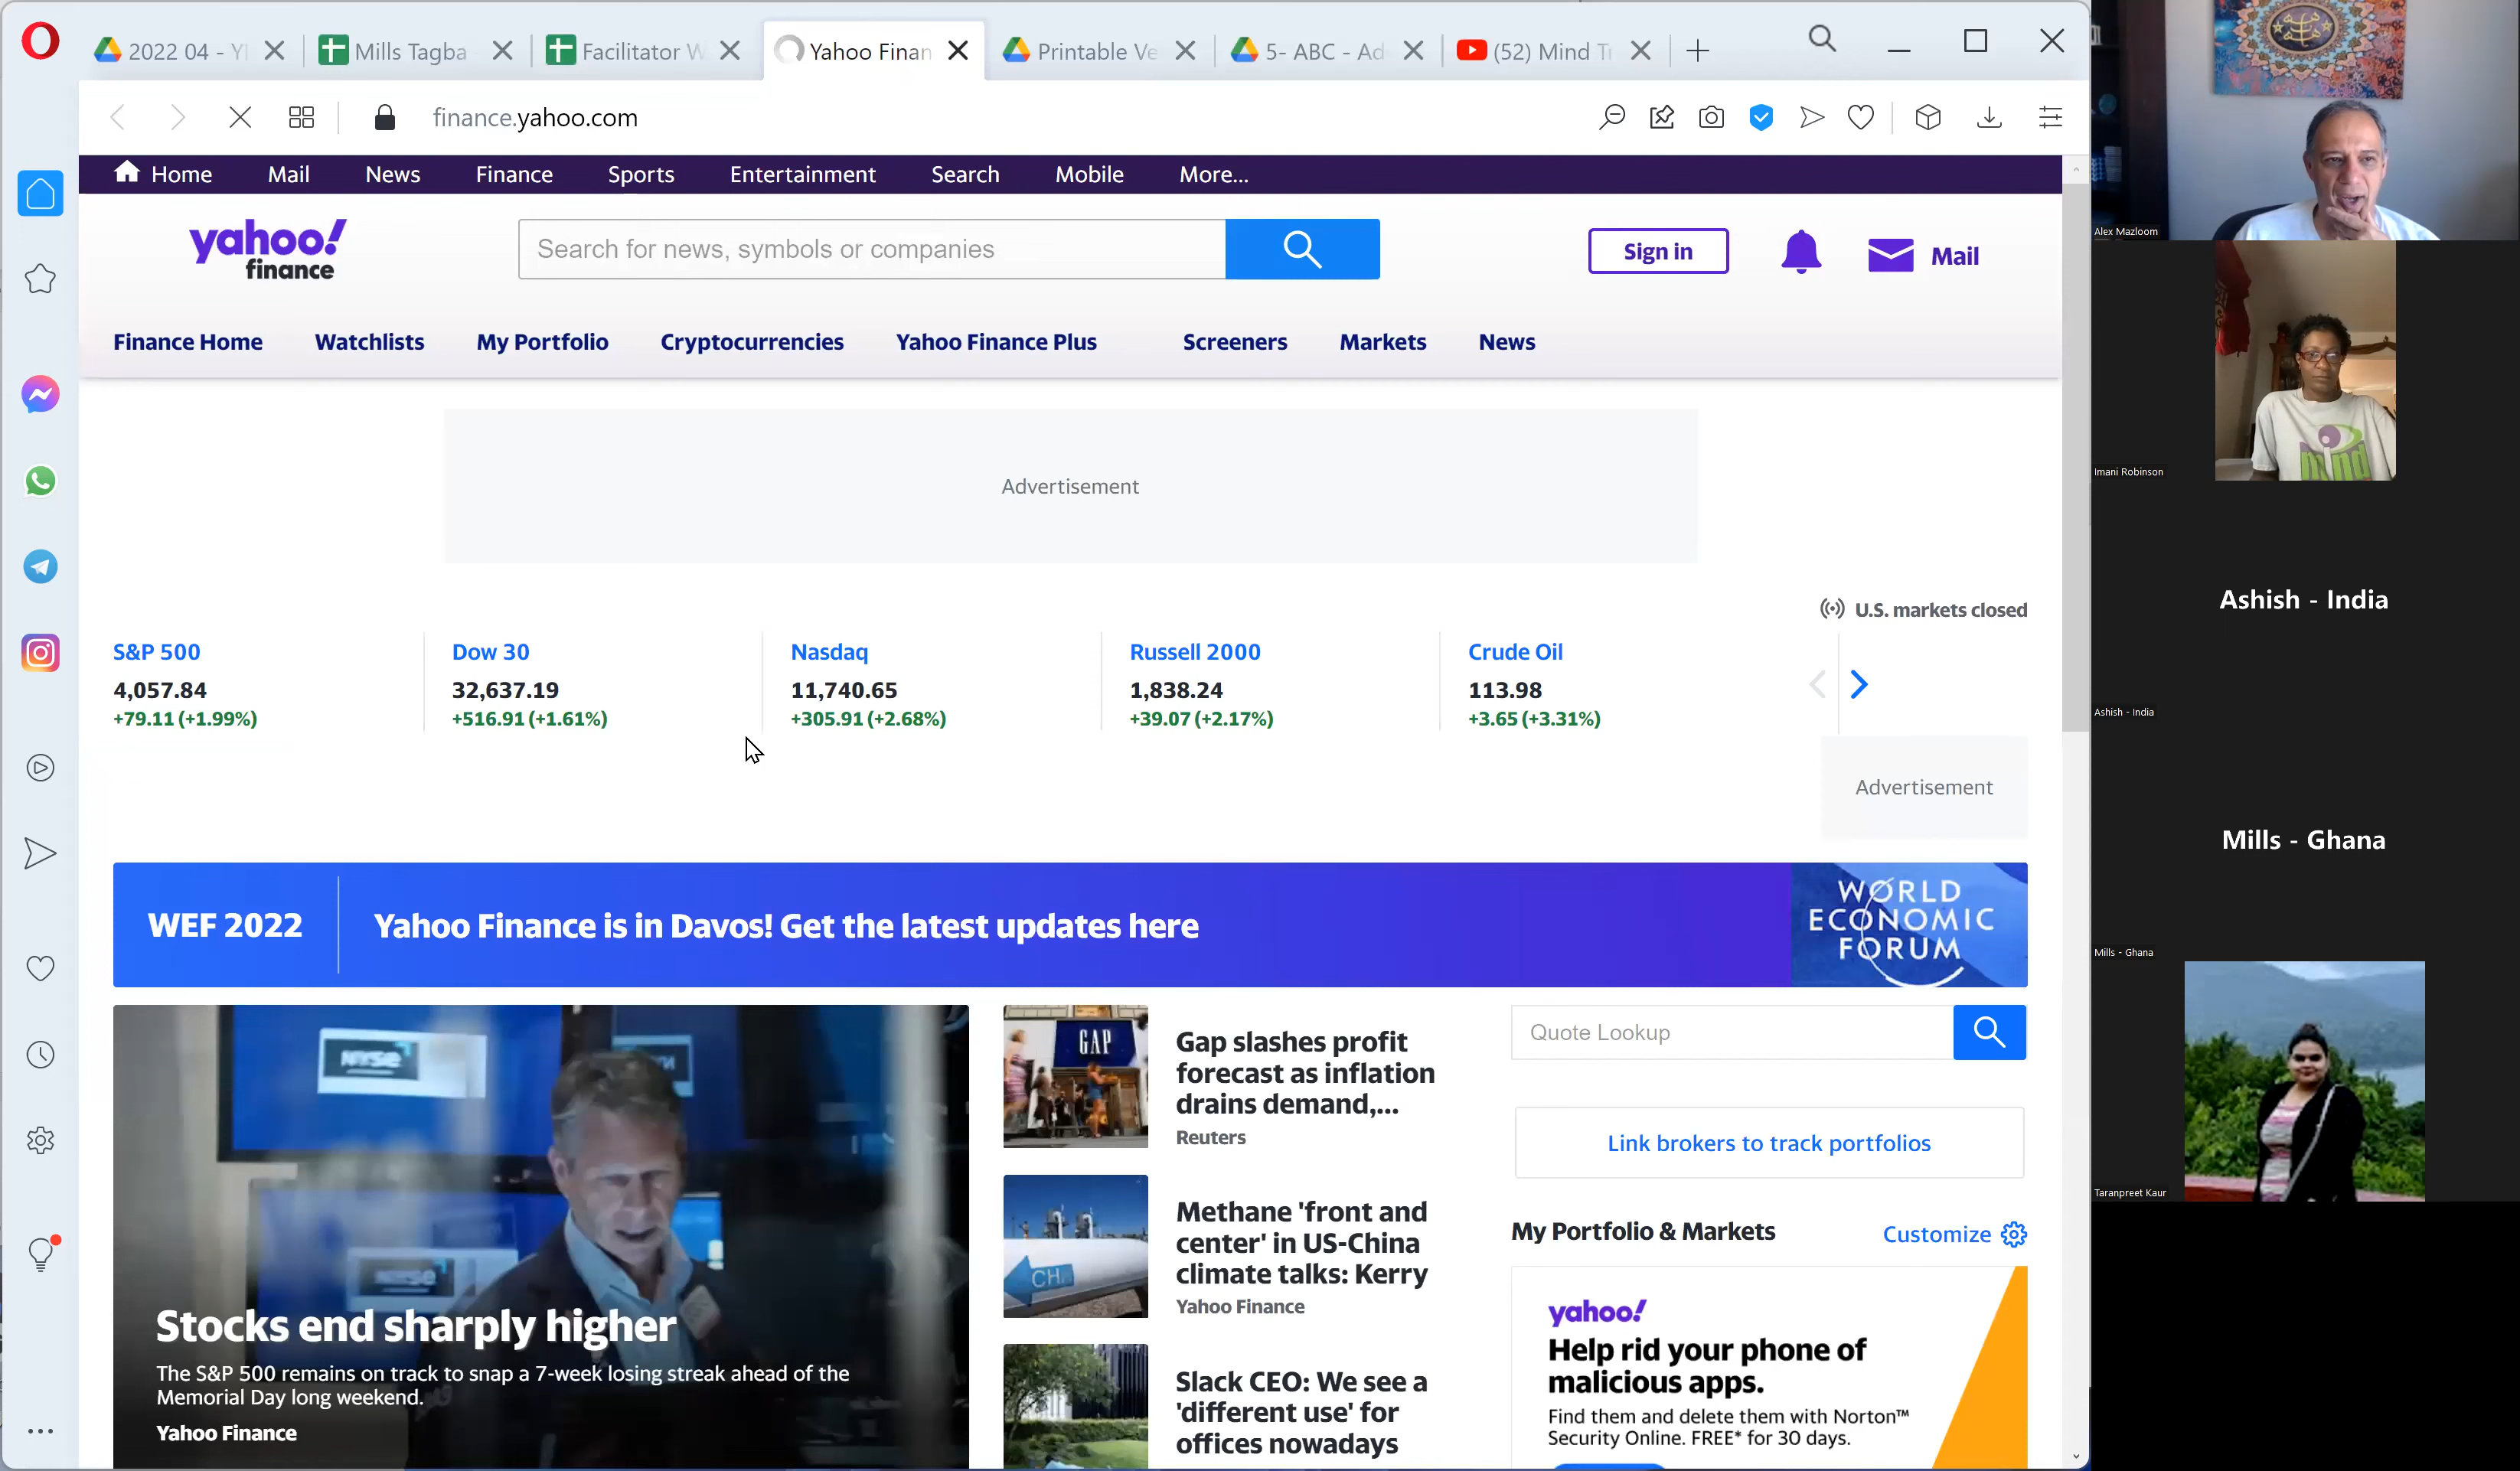 2022 04 - Y
Mills Tagba
Facilitator W
Yahoo Finan
Printable Ve
5- ABC - Ad
(52) Mind T
finance.yahoo.com
Home Mail News Finance Sports Entertainment Search Mobile More...
yahoo!
finance
Search for news, symbols or companies
Sign in
Mail
Finance Home Watchlists My Portfolio Cryptocurrencies Yahoo Finance Plus Screeners Markets News
Advertisement
U.S. markets closed
S&P 500
4,057.84
+79.11 (+1.99%)
Dow 30
32,637.19
+516.91 (+1.61%)
Nasdaq
11,740.65
+305.91 (+2.68%)
Russell 2000
1,838.24
+39.07 (+2.17%)
Crude Oil
113.98
+3.65 (+3.31%)
Advertisement
WEF 2022
Yahoo Finance is in Davos! Get the latest updates here
WORLD
ECONOMIC
FORUM
NYSE
NYSE
Stocks end sharply higher
The S&P 500 remains on track to snap a 7-week losing streak ahead of the
Memorial Day long weekend.
Yahoo Finance
GAP
Gap slashes profit
forecast as inflation
drains demand,...
Reuters
CH
Methane 'front and
center' in US-China
climate talks: Kerry
Yahoo Finance
Slack CEO: We see a
'different use' for
offices nowadays
Quote Lookup
Link brokers to track portfolios
My Portfolio & Markets
Customize
yahoo!
Help rid your phone of
malicious apps.
Find them and delete them with Norton™
Security Online. FREE* for 30 days.
Alex Mazloom
Imani Robinson
Ashish - India
Ashish - India
Mills - Ghana
Mills - Ghana
Taranpreet Kaur